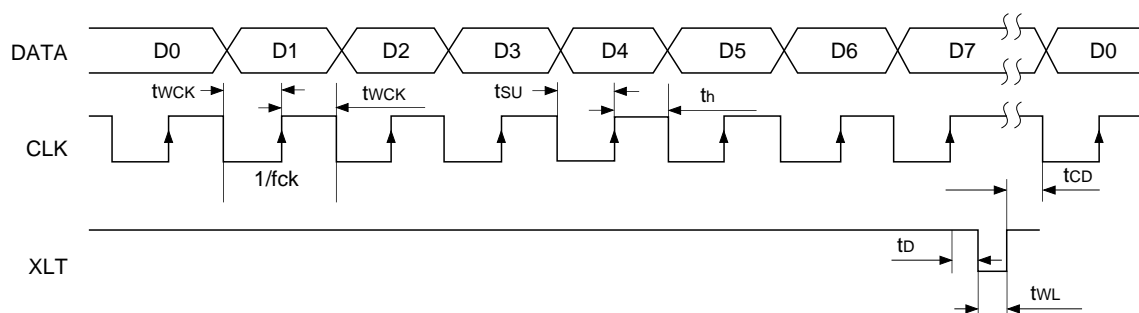 DATA D0 D1 D2 D3 D4 D5 D6 D7 D0
tWCK tWCK tSU th
CLK
1/fck tCD
XLT tD
tWL